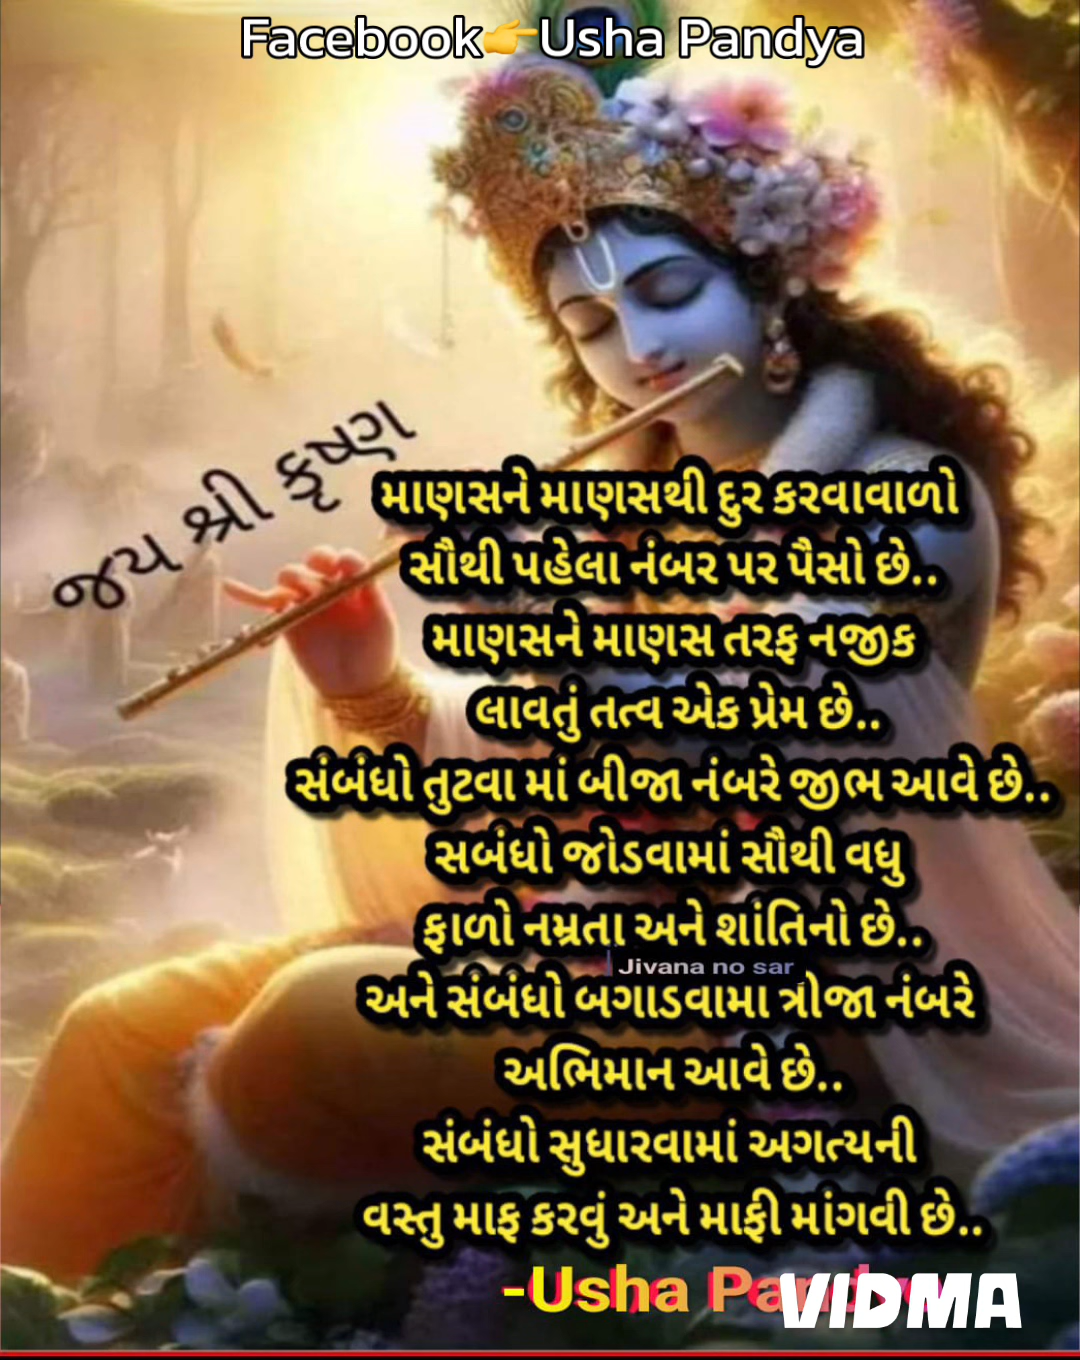 Facebook👉Usha Pandya
જય શ્રી કૃષ્ણ
માણસને માણસથી દુર કરવાવાળો
સૌથી પહેલા નંબર પર પૈસો છે..
માણસને માણસ તરફ નજીક
લાવતું તત્વ એક પ્રેમ છે..
સંબંધો તુટવા માં બીજા નંબરે જીભ આવે છે..
સબંધો જોડવામાં સૌથી વધુ
ફાળો નમ્રતા અને શાંતિનો છે..
Jivana no sar
અને સંબંધો બગાડવામા ત્રીજા નંબરે
અભિમાન આવે છે..
સંબંધો સુધારવામાં અગત્યની
વસ્તુ માફ કરવું અને માફી માંગવી છે..
-Usha Pandya
VIDMA